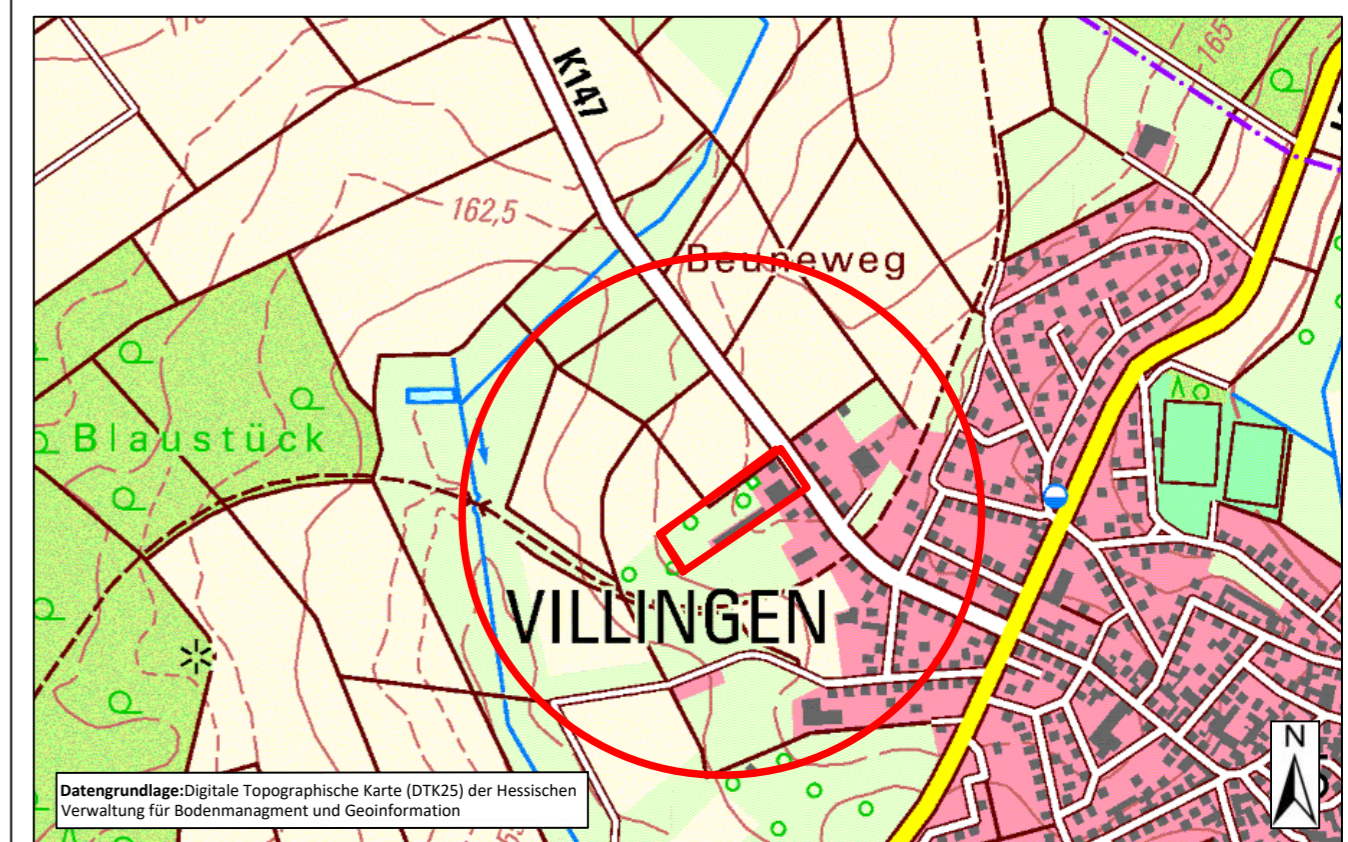 K147
165
162,5
Beuneweg
Blaustück
VILLINGEN
N
Datengrundlage:Digitale Topographische Karte (DTK25) der Hessischen
Verwaltung für Bodenmanagment und Geoinformation